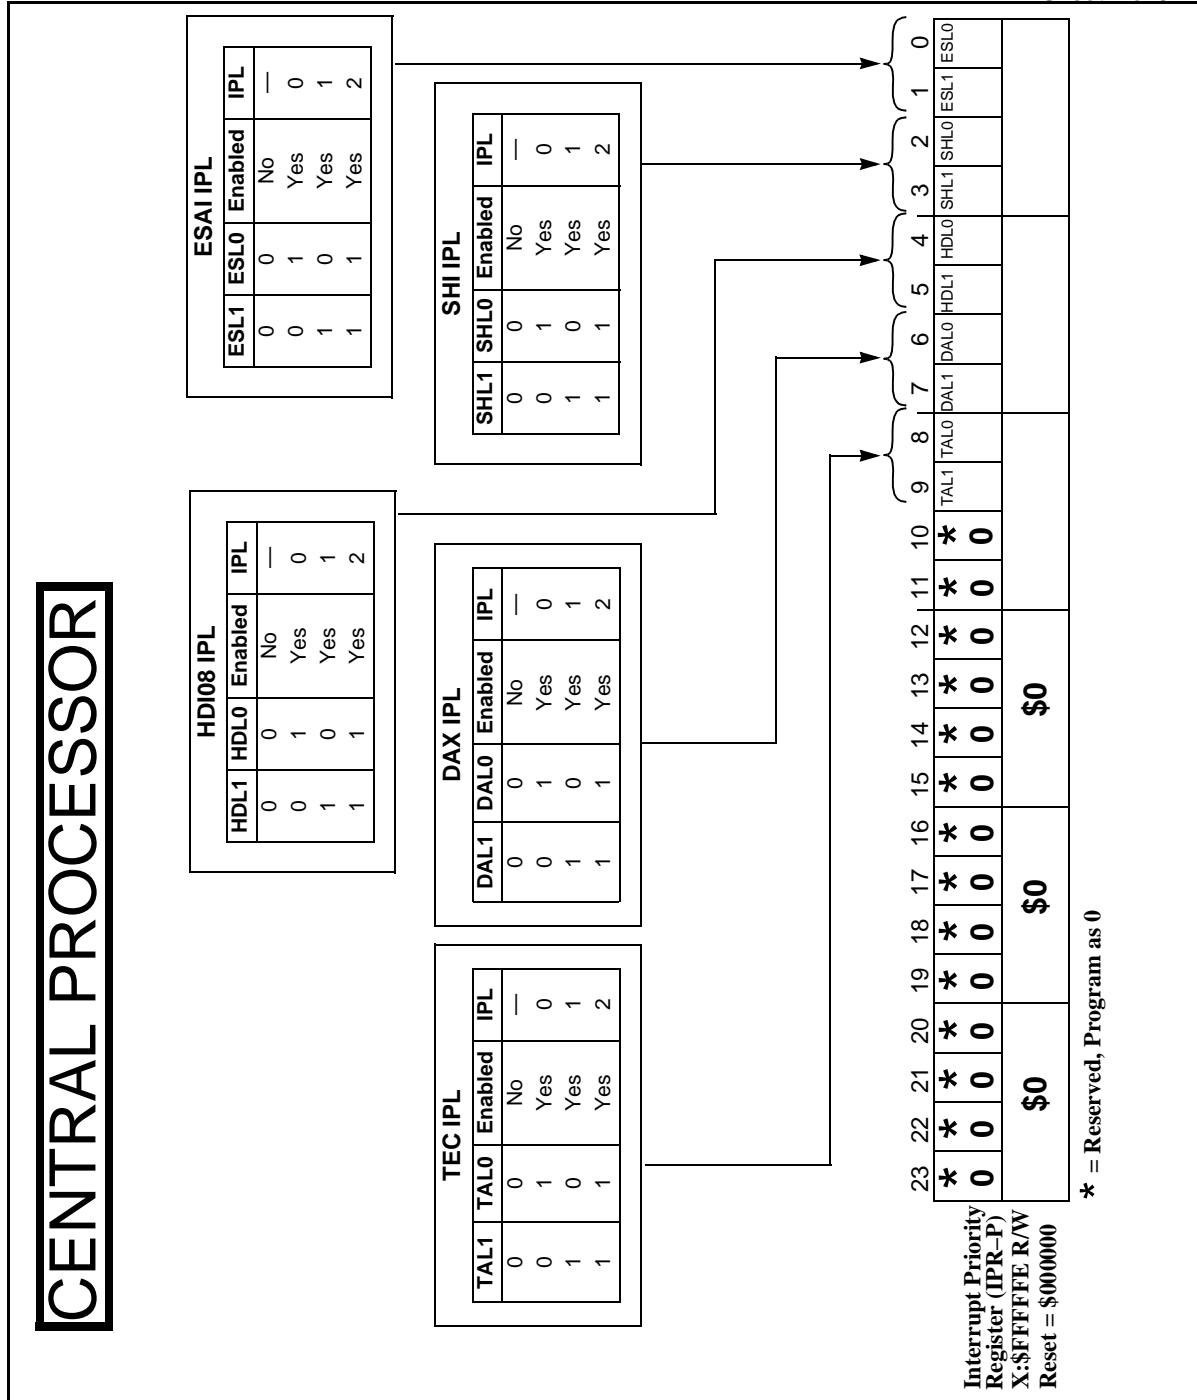 CENTRAL PROCESSOR
HDI08 IPL
HDL1 HDL0 Enabled IPL
0 0 No —
0 1 Yes 0
1 0 Yes 1
1 1 Yes 2
ESAI IPL
ESL1 ESL0 Enabled IPL
0 0 No —
0 1 Yes 0
1 0 Yes 1
1 1 Yes 2
TEC IPL
TAL1 TAL0 Enabled IPL
0 0 No —
0 1 Yes 0
1 0 Yes 1
1 1 Yes 2
DAX IPL
DAL1 DAL0 Enabled IPL
0 0 No —
0 1 Yes 0
1 0 Yes 1
1 1 Yes 2
SHI IPL
SHL1 SHL0 Enabled IPL
0 0 No —
0 1 Yes 0
1 0 Yes 1
1 1 Yes 2
23 22 21 20 19 18 17 16 15 14 13 12 11 10 9 8 7 6 5 4 3 2 1 0
* * * * * * * * * * * * * * TAL1 TAL0 DAL1 DAL0 HDL1 HDL0 SHL1 SHL0 ESL1 ESL0
0 0 0 0 0 0 0 0 0 0 0 0 0 0
$0 $0 $0
Interrupt Priority
Register (IPR–P)
X:$FFFFFE R/W
Reset = $000000
* = Reserved, Program as 0